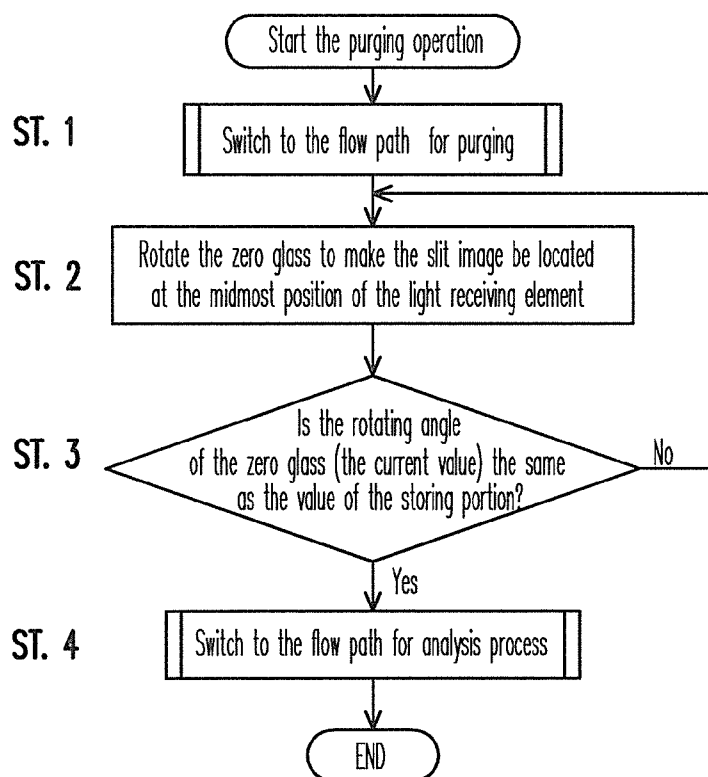 Start the purging operation
ST. 1
Switch to the flow path for purging
ST. 2
Rotate the zero glass to make the slit image be located
at the midmost position of the light receiving element
ST. 3
Is the rotating angle
of the zero glass (the current value) the same
as the value of the storing portion?
No
Yes
ST. 4
Switch to the flow path for analysis process
END